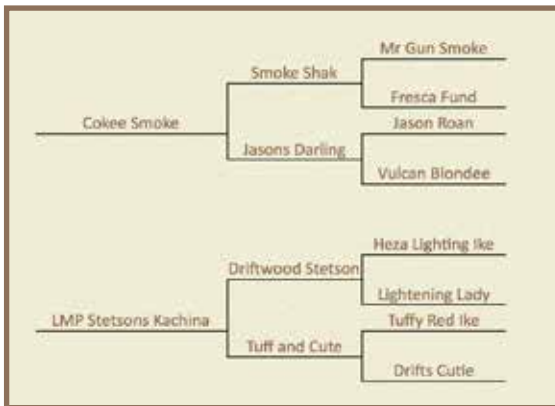 Mr Gun Smoke
Smoke Shak
Fresca Fund
Cokee Smoke
Jason Roan
Jasons Darling
Vulcan Blondee
Heza Lighting Ike
Driftwood Stetson
Lightening Lady
LMP Stetsons Kachina
Tuffy Red Ike
Tuff and Cute
Drifts Cutie